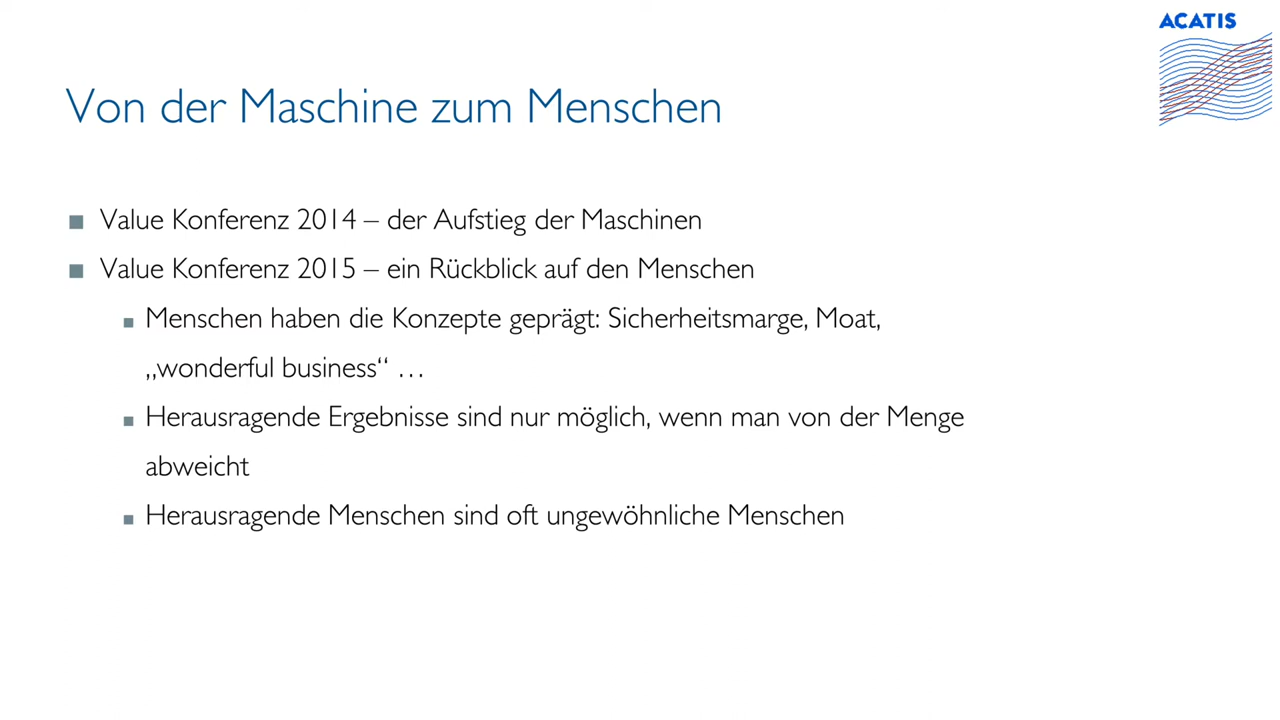 ACATIS
Von der Maschine zum Menschen
■ Value Konferenz 2014 – der Aufstieg der Maschinen
■ Value Konferenz 2015 – ein Rückblick auf den Menschen
■ Menschen haben die Konzepte geprägt: Sicherheitsmarge, Moat,
„wonderful business“ …
■ Herausragende Ergebnisse sind nur möglich, wenn man von der Menge
abweicht
■ Herausragende Menschen sind oft ungewöhnliche Menschen